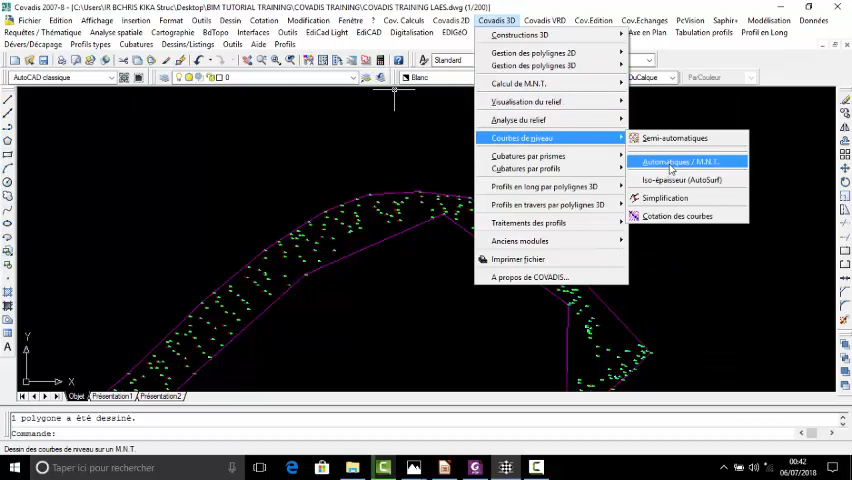 Covadis 2007-8 - [C:\Users\IR BCHRIS KIKA Struc\Desktop\BIM TUTORIAL TRAINING\COVADIS TRAINING\COVADIS TRAINING LAES.dwg (1/200)]
Fichier Edition Affichage Insertion Format Outils Dessin Cotation Modification Fenêtre ? Cov. Calculs Covadis 2D Covadis 3D Covadis VRD Cov.Edition Cov.Echanges PcVision Saphir Modélisation Données
Requêtes / Thématique Analyse spatiale Cartographie BdTopo Interfaces Outils EdiCad Lell EdiCad D EDIGéo Axe en Plan Tabulation profils Grand Livre
Dévers/Décapage Profils types Cubatures Dessins/Listings Outils Aide Profils
Standard
AutoCAD classique 0 Blanc DuCalque ParCouleur
Constructions 3D
Gestion des polylignes 2D
Gestion des polylignes 3D
Calcul de M.N.T.
Visualisation du relief
Analyse du relief
Courbes de niveau
Cubatures par prismes
Cubatures par profils
Profils en long par polylignes 3D
Profils en travers par polylignes 3D
Traitements des profils
Anciens modules
Imprimer fichier
A propos de COVADIS...
Semi-automatiques
Automatiques / M.N.T.
Iso-épaisseur (AutoSurf)
Simplification
Cotation des courbes
Y
X
Objet Présentation1 Présentation2
1 polygone a été dessiné.
Commande:
Dessin des courbes de niveau sur un M.N.T.
Taper ici pour rechercher
00:42
06/07/2018